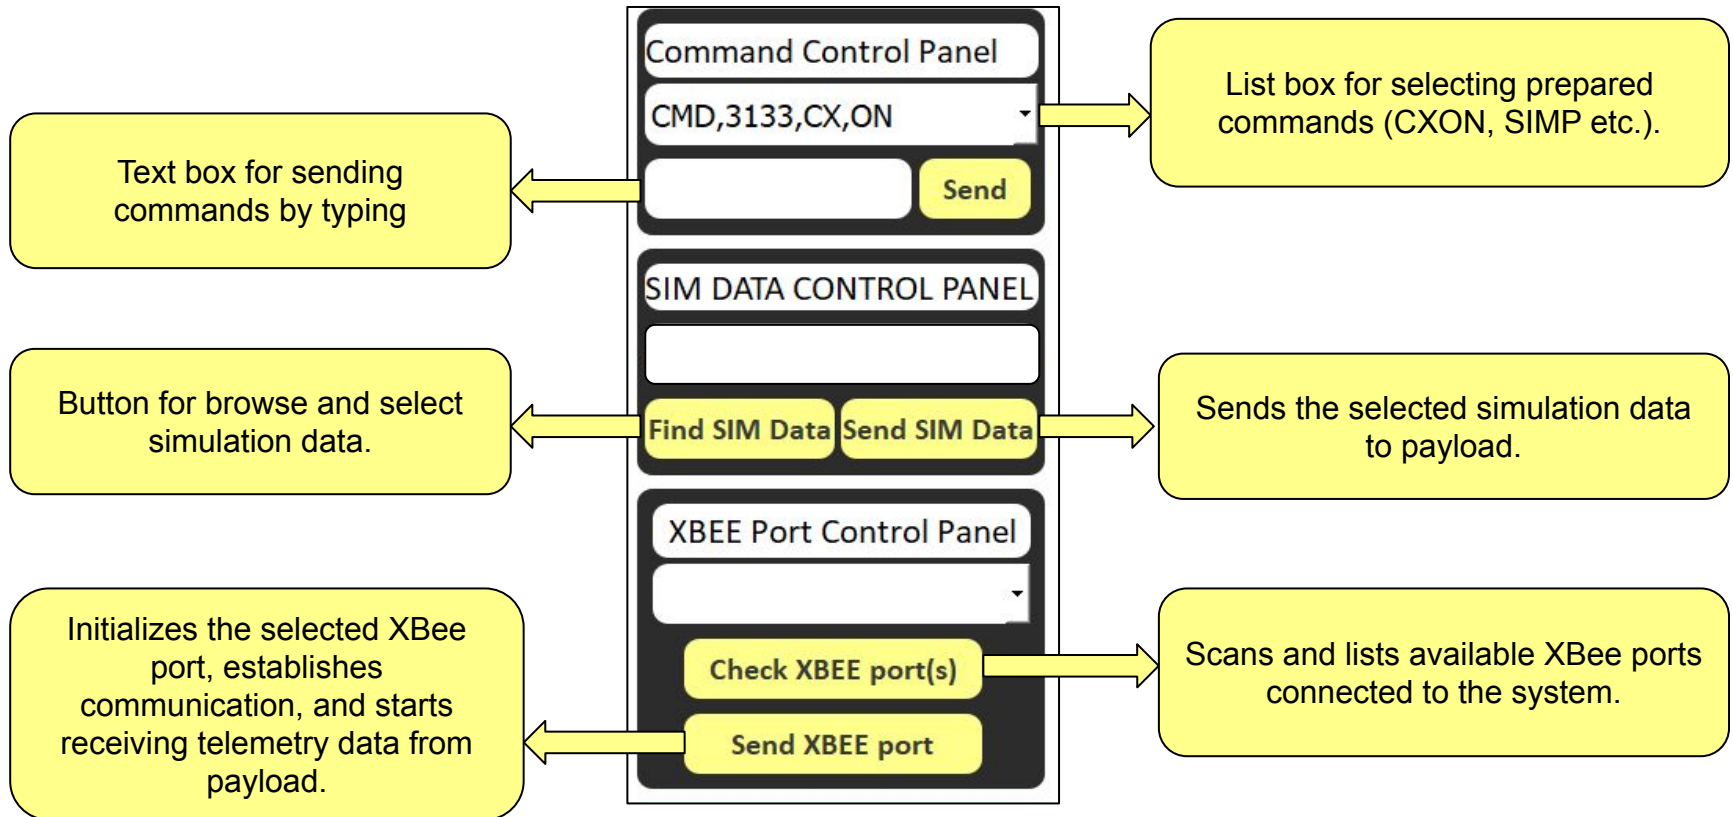 Command Control Panel
CMD,3133,CX,ON
Send
List box for selecting prepared
commands (CXON, SIMP etc.).
Text box for sending
commands by typing
SIM DATA CONTROL PANEL
Find SIM Data
Send SIM Data
Button for browse and select
simulation data.
Sends the selected simulation data
to payload.
XBEE Port Control Panel
Check XBEE port(s)
Send XBEE port
Initializes the selected XBee
port, establishes
communication, and starts
receiving telemetry data from
payload.
Scans and lists available XBee ports
connected to the system.